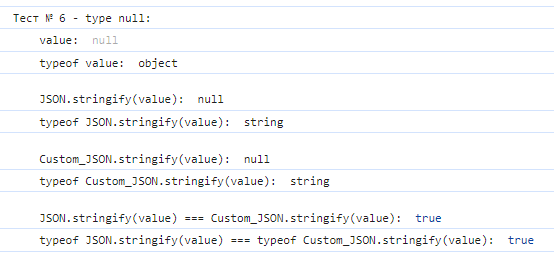 Тест № 6 - type null:
value: null
typeof value: object
JSON.stringify(value): null
typeof JSON.stringify(value): string
Custom_JSON.stringify(value): null
typeof Custom_JSON.stringify(value): string
JSON.stringify(value) === Custom_JSON.stringify(value): true
typeof JSON.stringify(value) === typeof Custom_JSON.stringify(value): true